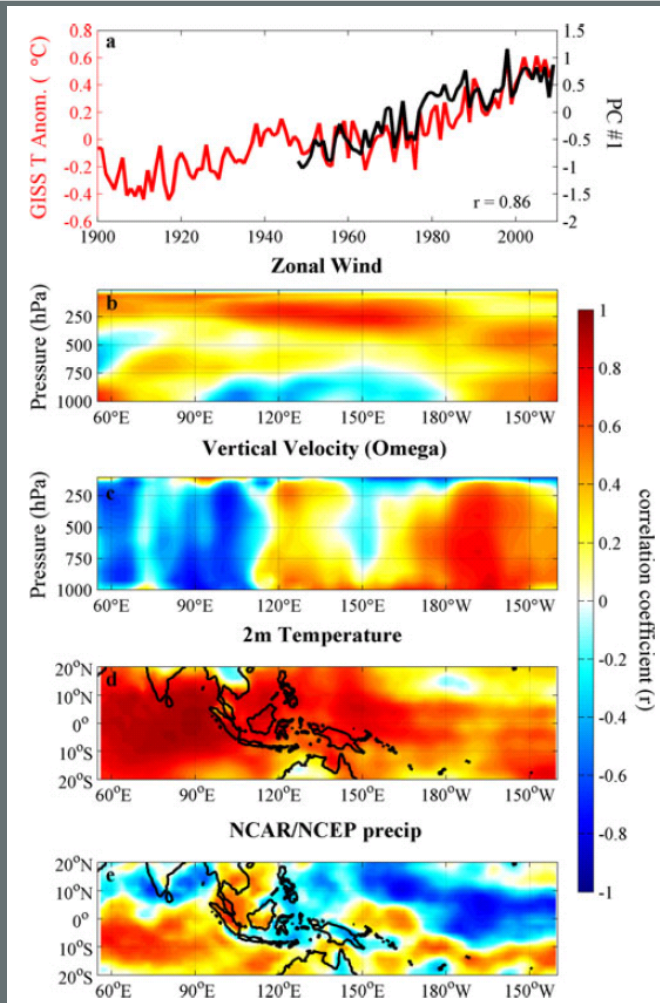 a
GISS T Anom. ( °C)
0.8
0.6
0.4
0.2
0
-0.2
-0.4
-0.6
1.5
1
0.5
0
-0.5
-1
-1.5
-2
PC #1
r = 0.86
1900 1920 1940 1960 1980 2000
Zonal Wind
b
Pressure (hPa)
250
500
750
1000
60°E 90°E 120°E 150°E 180°W 150°W
Vertical Velocity (Omega)
c
Pressure (hPa)
250
500
750
1000
60°E 90°E 120°E 150°E 180°W 150°W
2m Temperature
d
20°N
10°N
0°
10°S
20°S
60°E 90°E 120°E 150°E 180°W 150°W
NCAR/NCEP precip
e
20°N
10°N
0°
10°S
20°S
60°E 90°E 120°E 150°E 180°W 150°W
1
0.8
0.6
0.4
0.2
0
-0.2
-0.4
-0.6
-0.8
-1
correlation coefficient (r)